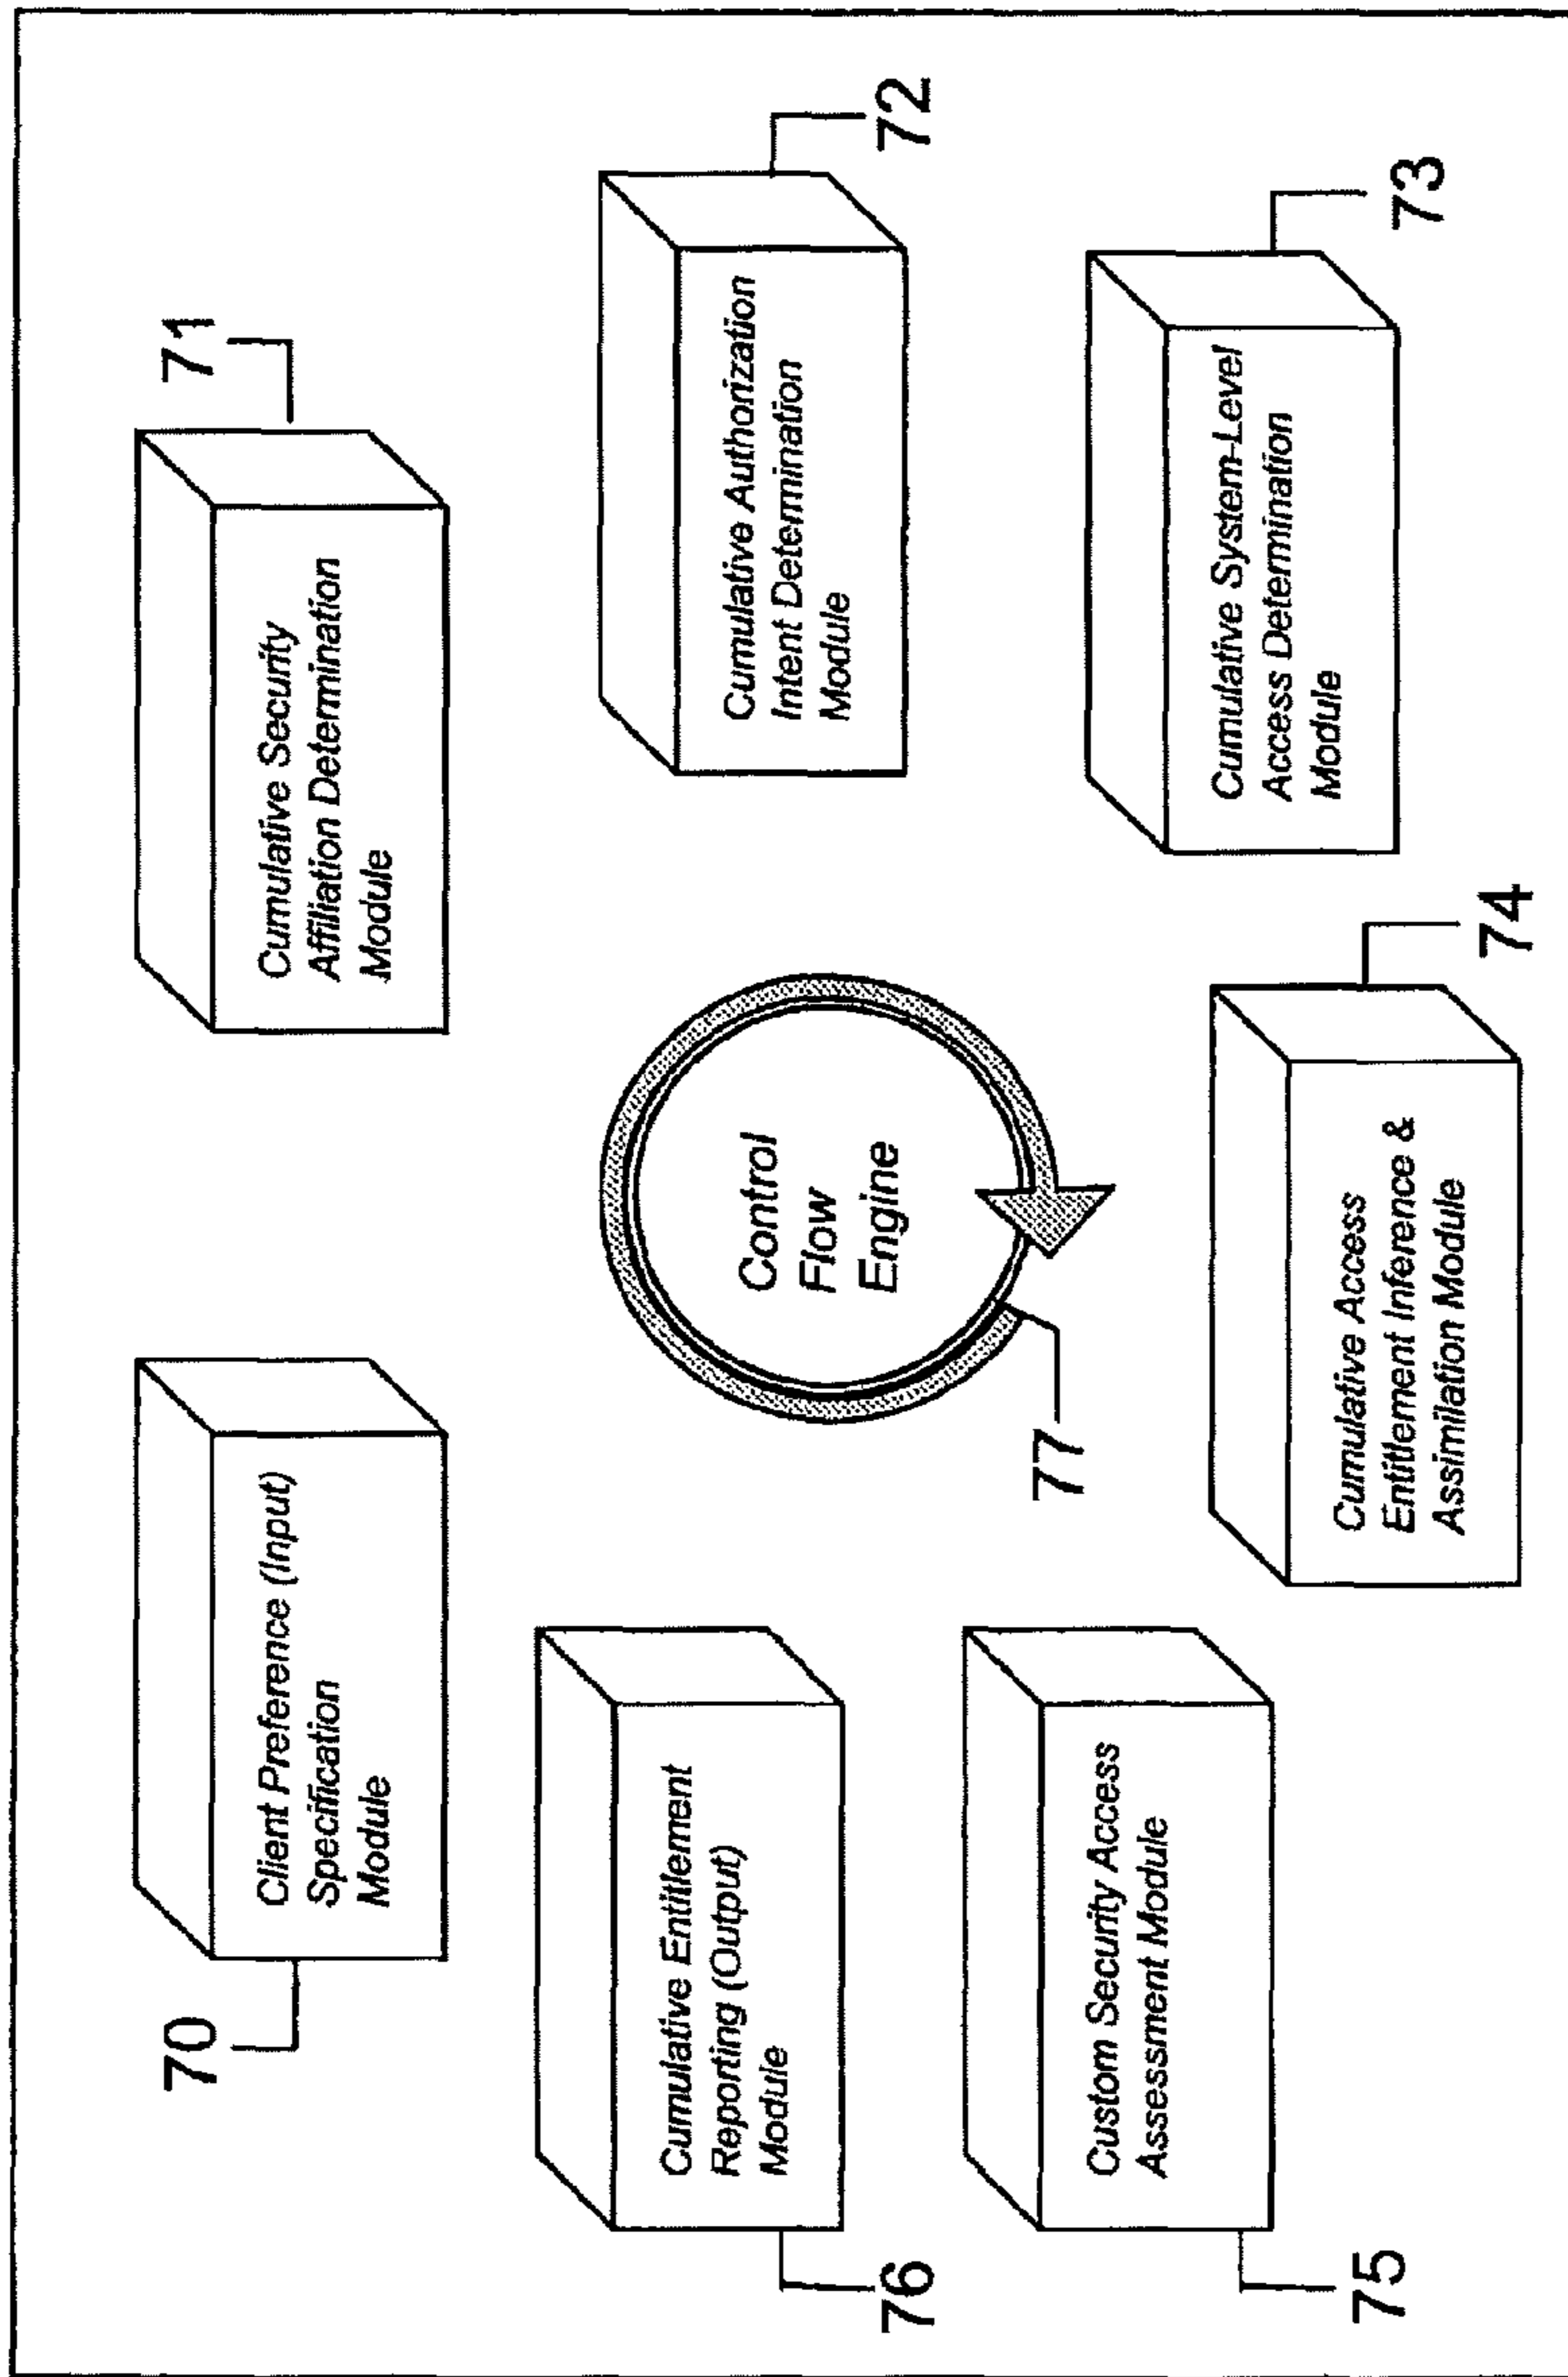 70
Client Preference (Input)
Specification
Module
71
Cumulative Security
Affiliation Determination
Module
72
Cumulative Authorization
Intent Determination
Module
73
Cumulative System-Level
Access Determination
Module
74
Cumulative Access
Entitlement Inference &
Assimilation Module
75
Custom Security Access
Assessment Module
76
Cumulative Entitlement
Reporting (Output)
Module
77
Control
Flow
Engine